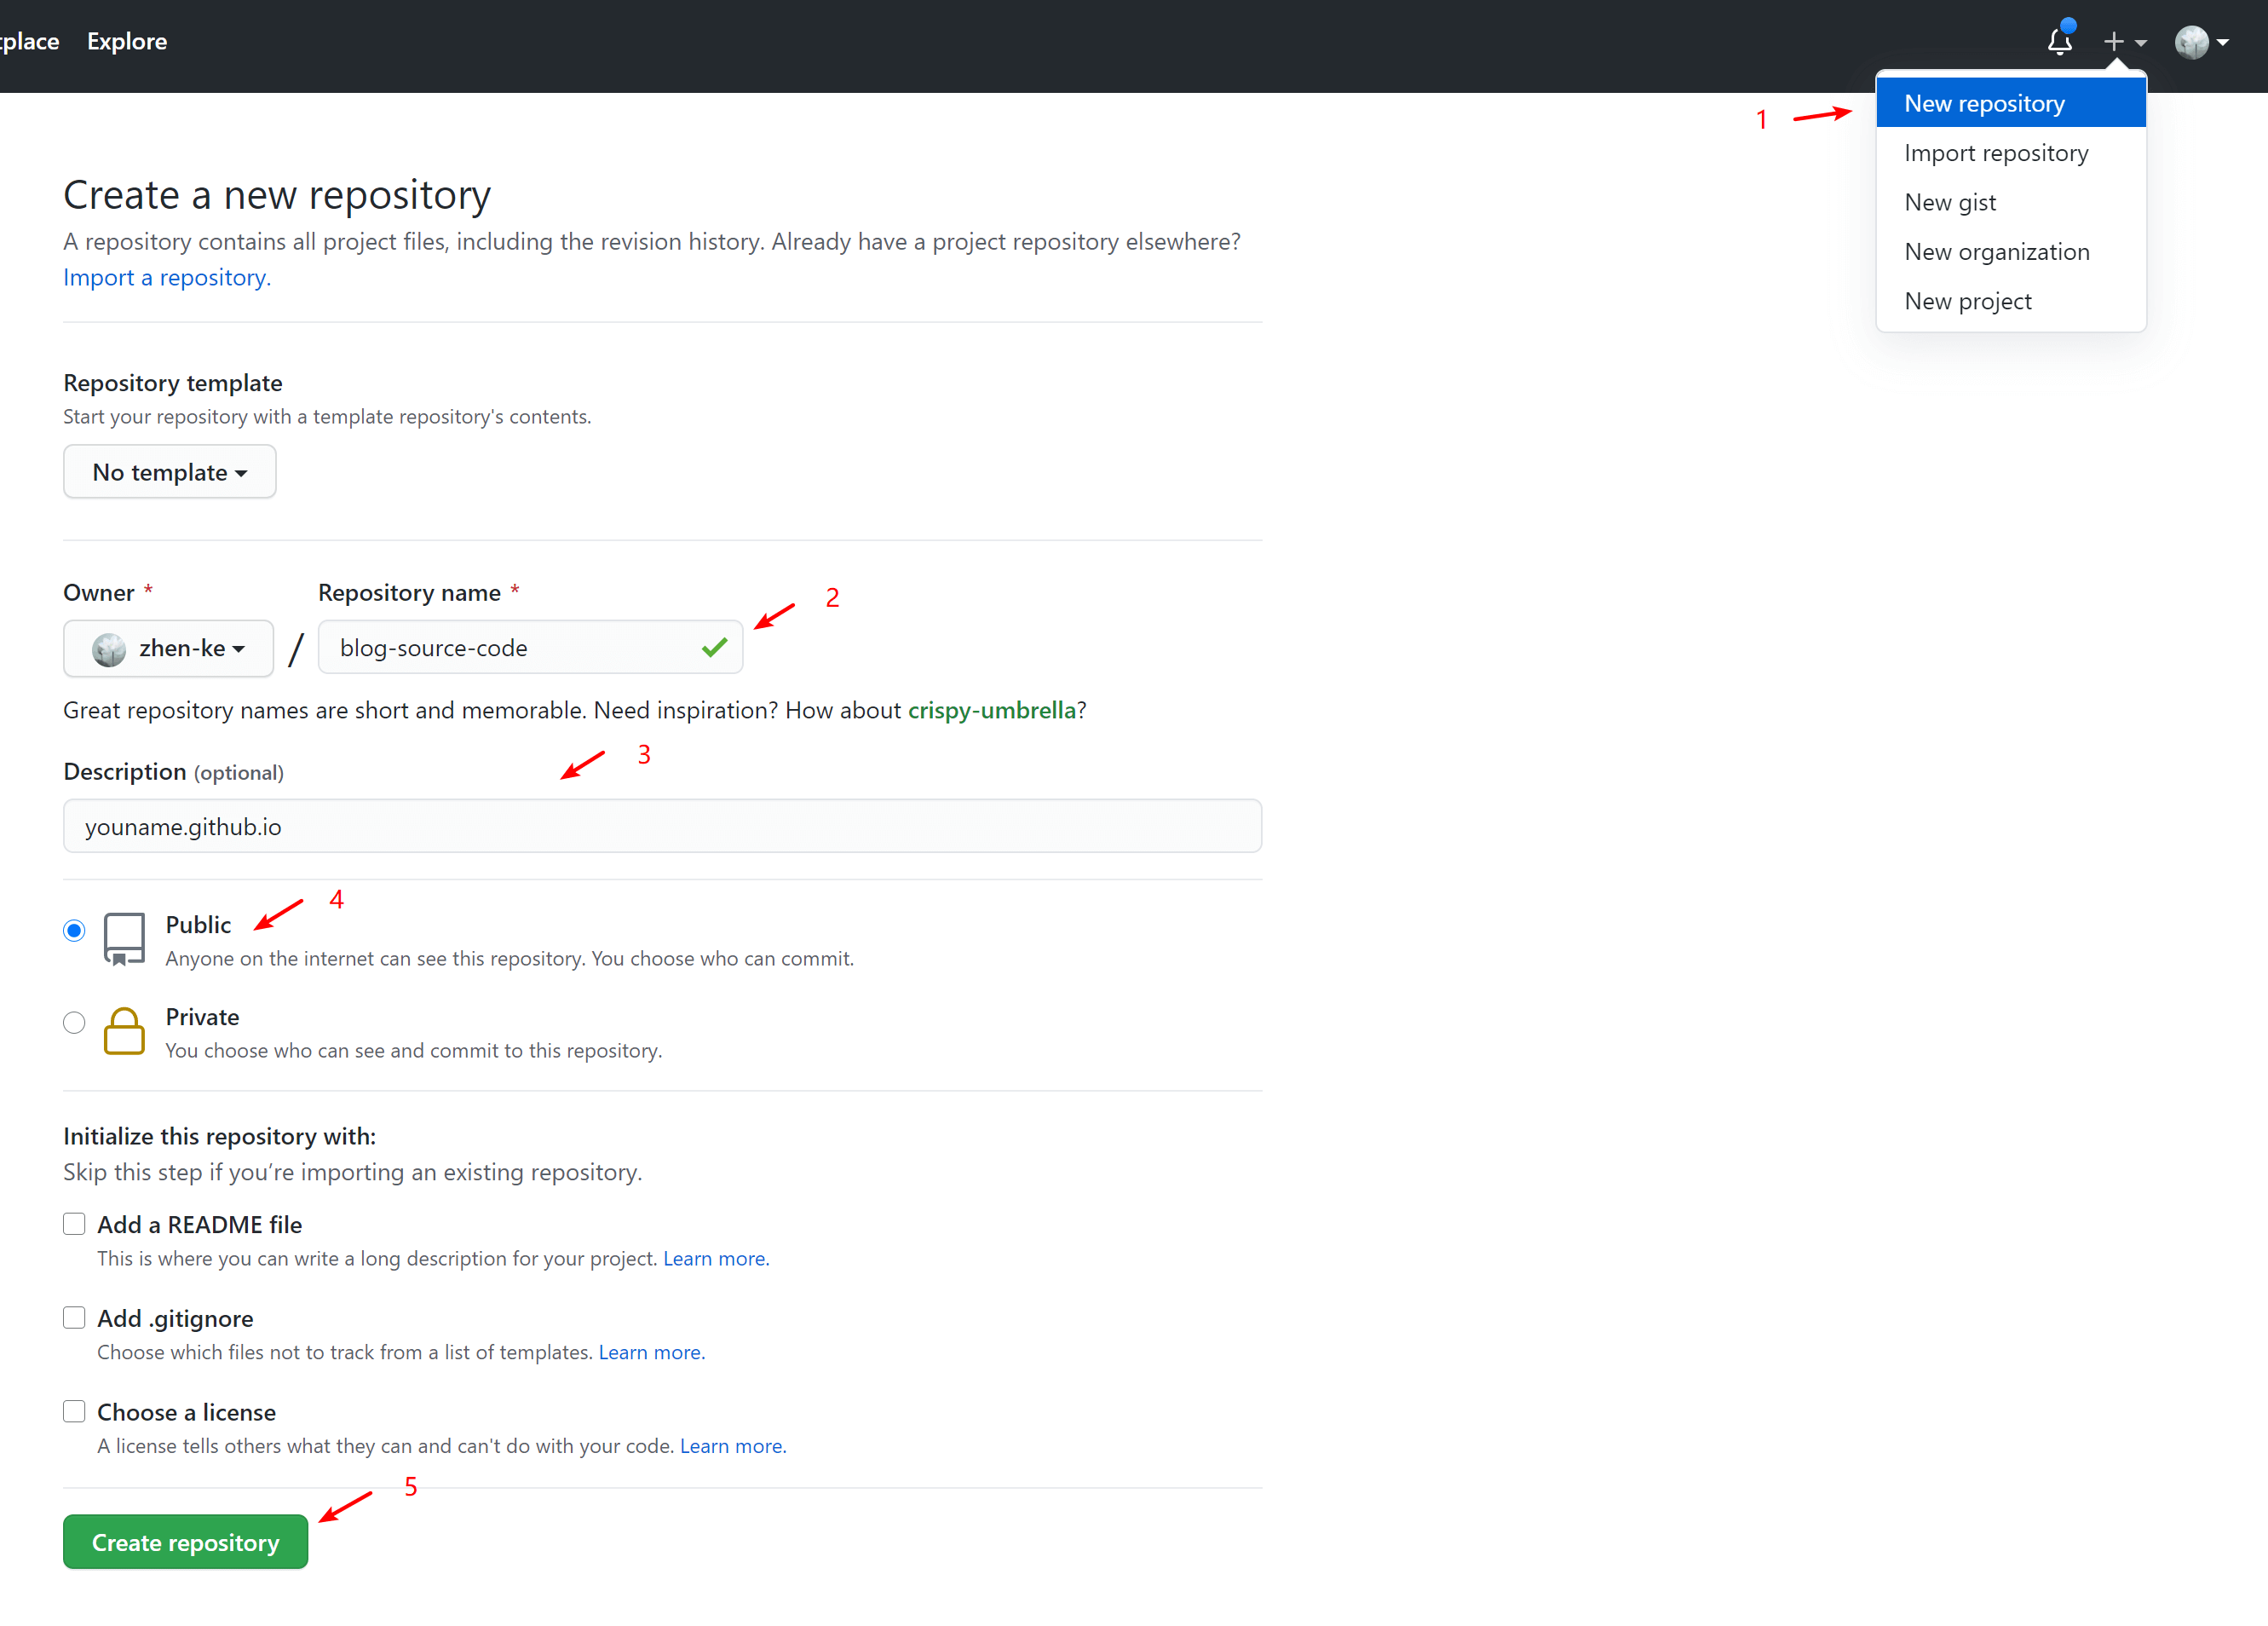 Explore
1
New repository
Import repository
New gist
New organization
New project
Create a new repository
A repository contains all project files, including the revision history. Already have a project repository elsewhere?
Import a repository.
Repository template
Start your repository with a template repository's contents.
No template
Owner *
Repository name *
2
zhen-ke
/
blog-source-code
Great repository names are short and memorable. Need inspiration? How about crispy-umbrella?
3
Description (optional)
youname.github.io
4
Public
Anyone on the internet can see this repository. You choose who can commit.
Private
You choose who can see and commit to this repository.
Initialize this repository with:
Skip this step if you’re importing an existing repository.
Add a README file
This is where you can write a long description for your project. Learn more.
Add .gitignore
Choose which files not to track from a list of templates. Learn more.
Choose a license
A license tells others what they can and can't do with your code. Learn more.
5
Create repository